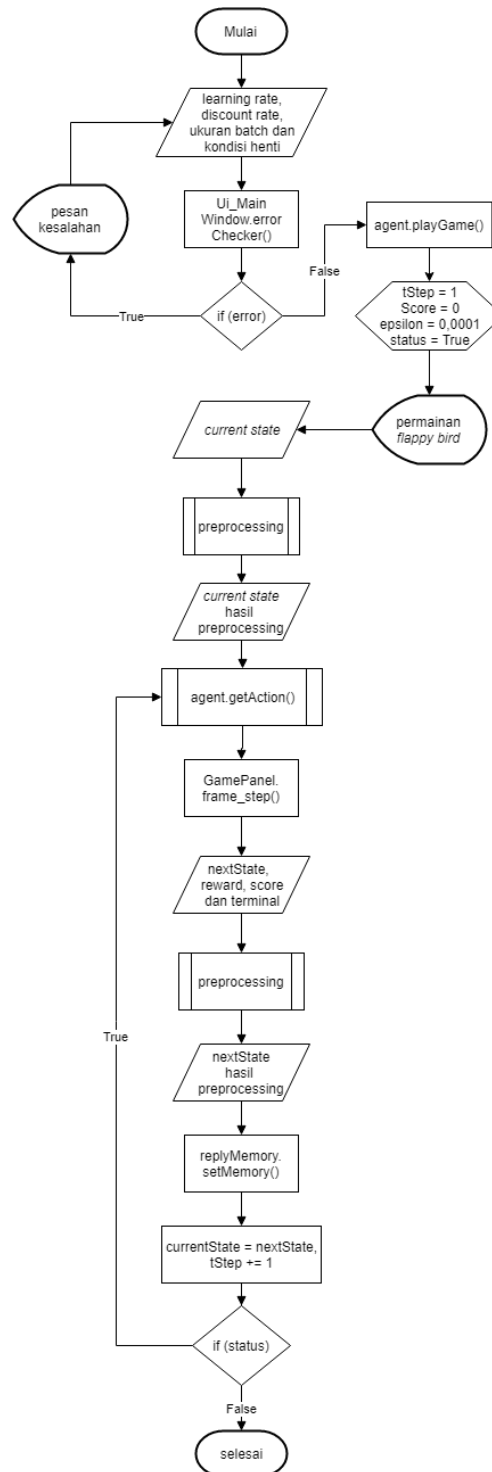 Mulai
learning rate,
discount rate,
ukuran batch dan
kondisi henti
pesan
kesalahan
Ui_Main
Window.error
Checker()
if (error)
True
False
agent.playGame()
tStep = 1
Score = 0
epsilon = 0,0001
status = True
permainan
flappy bird
current state
preprocessing
current state
hasil
preprocessing
agent.getAction()
GamePanel.
frame_step()
nextState,
reward, score
dan terminal
preprocessing
nextState
hasil
preprocessing
replyMemory.
setMemory()
currentState = nextState,
tStep += 1
if (status)
True
False
selesai